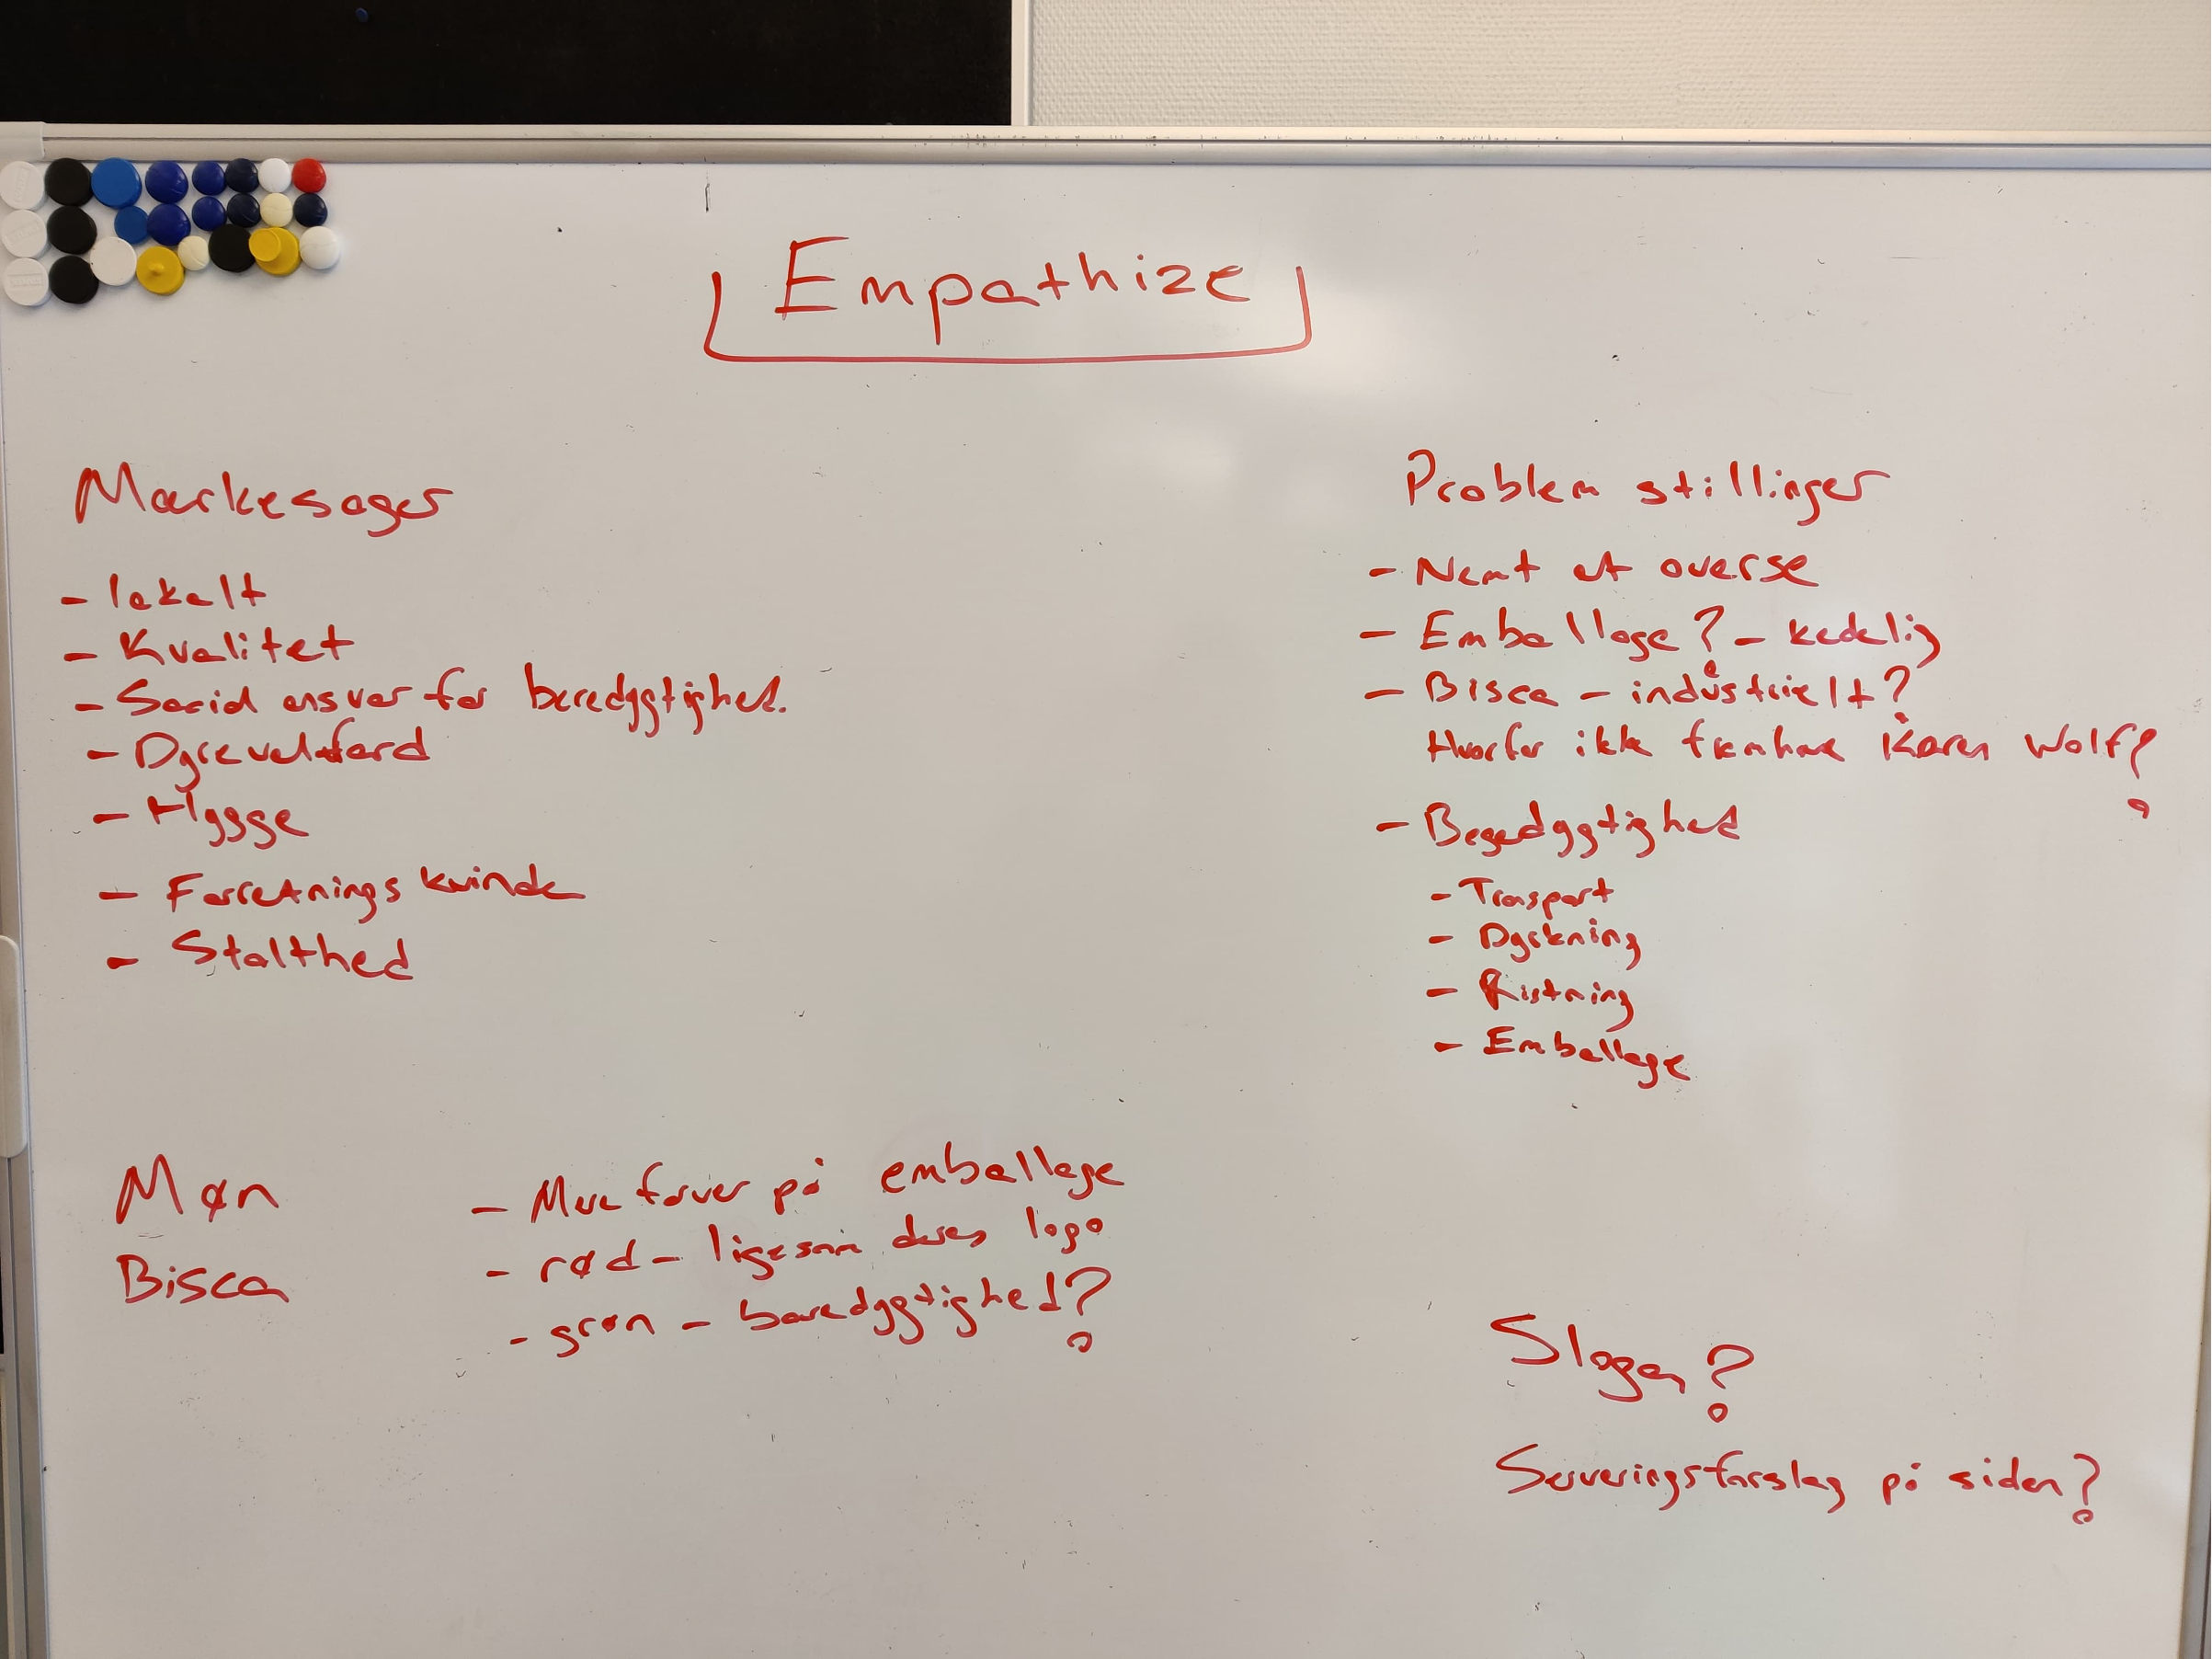 Empathize
Mærkesager
- lokalt
- Kvalitet
- Social ansvar for bæredygtighed.
- Dyrevelfærd
- Hygge
- Forretnings kvinde
- Stolthed
Problem stillinger
- Nemt at overse
- Emballage? - kedelig
- Bisca - industrielt?
Hvorfor ikke fremhæve Karen Wolf?
- Begedygtighed
- Transport
- Dyrkning
- Ristning
- Emballage
Møn
Bisca
- Mere farver på emballage
- rød - ligesom deres logo
- grøn - bæredygtighed?
Slogan?
Serveringsforslag på siden?